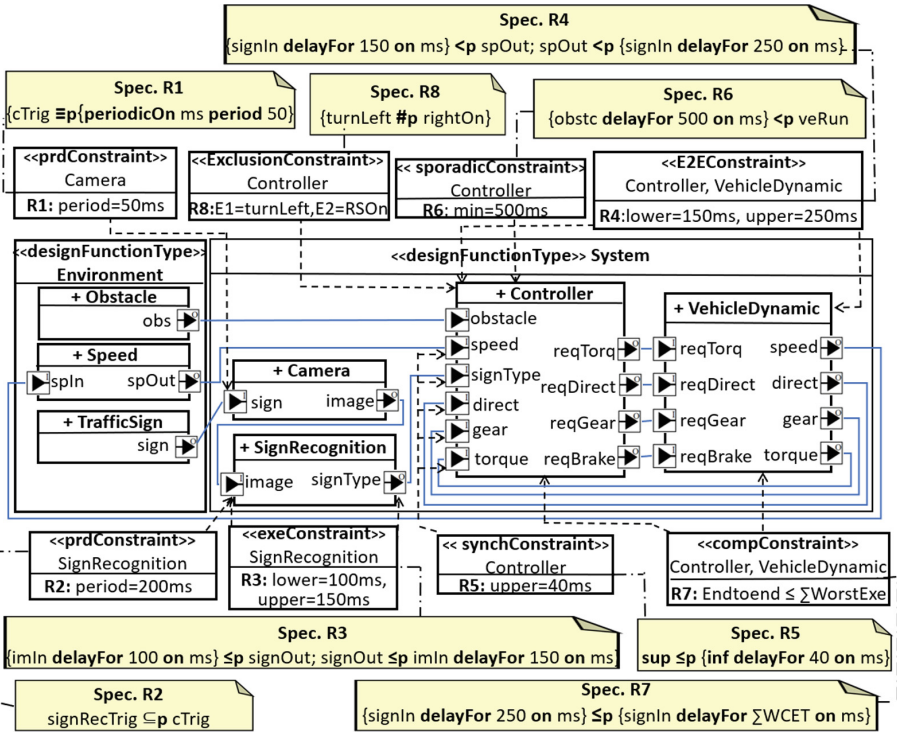 Spec. R4
{signIn delayFor 150 on ms} <p spOut; spOut <p {signIn delayFor 250 on ms}
Spec. R1
{cTrig ≡p{periodicOn ms period 50}
Spec. R8
{turnLeft #p rightOn}
Spec. R6
{obstc delayFor 500 on ms} <p veRun
<<prdConstraint>>
Camera
R1: period=50ms
<<ExclusionConstraint>>
Controller
R8:E1=turnLeft,E2=RSOn
<< sporadicConstraint>>
Controller
R6: min=500ms
<<E2EConstraint>>
Controller, VehicleDynamic
R4:lower=150ms, upper=250ms
<<designFunctionType>>
Environment
<<designFunctionType>> System
+ Obstacle
obs
+ Speed
spIn spOut
+ TrafficSign
sign
+ Camera
sign image
+ SignRecognition
image signType
+ Controller
obstacle
speed
signType
direct
gear
torque
reqTorq
reqDirect
reqGear
reqBrake
+ VehicleDynamic
reqTorq speed
reqDirect direct
reqGear gear
reqBrake torque
<<prdConstraint>>
SignRecognition
R2: period=200ms
<<exeConstraint>>
SignRecognition
R3: lower=100ms,
upper=150ms
<< synchConstraint>>
Controller
R5: upper=40ms
<<compConstraint>>
Controller, VehicleDynamic
R7: Endtoend ≤ ∑WorstExe
Spec. R3
{imIn delayFor 100 on ms} ≤p signOut; signOut ≤p imIn delayFor 150 on ms}
Spec. R5
sup ≤p {inf delayFor 40 on ms}
Spec. R2
signRecTrig ⊆p cTrig
Spec. R7
{signIn delayFor 250 on ms} ≤p {signIn delayFor ∑WCET on ms}